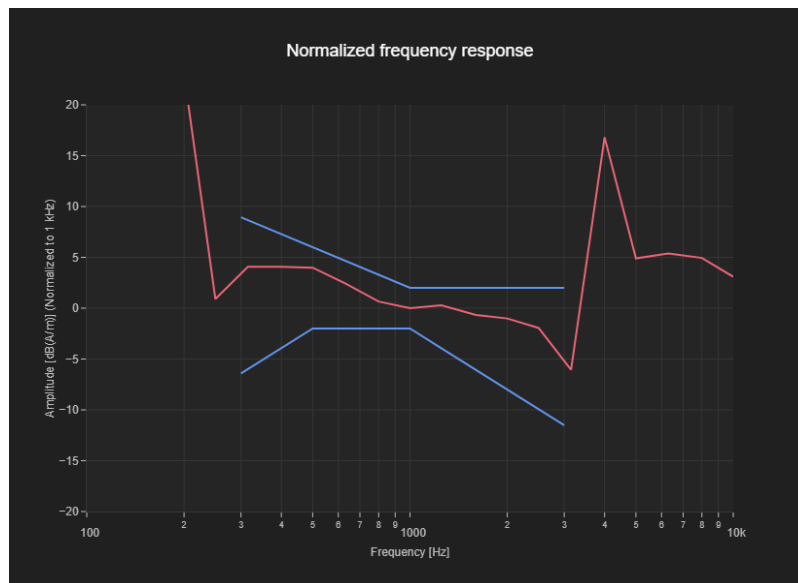 Normalized frequency response
Amplitude [dB(A/m)] (Normalized to 1 kHz)
20
15
10
5
0
−5
−10
−15
−20
100 2 3 4 5 6 7 8 9 1000 2 3 4 5 6 7 8 9 10k
Frequency [Hz]